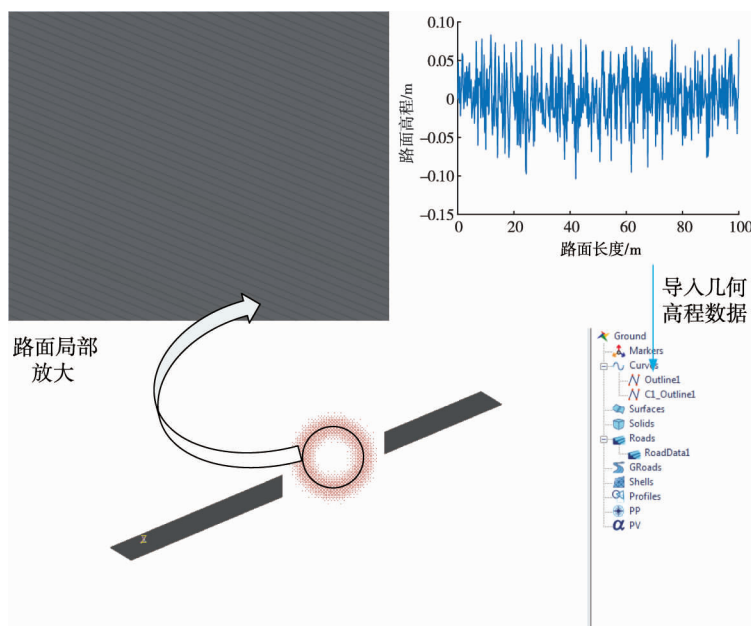 0.10
0.05
0
−0.05
−0.10
−0.15
路面高程/m
0
20
40
60
80
100
路面长度/m
导入几何
高程数据
路面局部
放大
Ground
Markers
Curves
Outline1
C1_Outline1
Surfaces
Solids
Roads
RoadData1
GRoads
Shells
Profiles
PP
PV